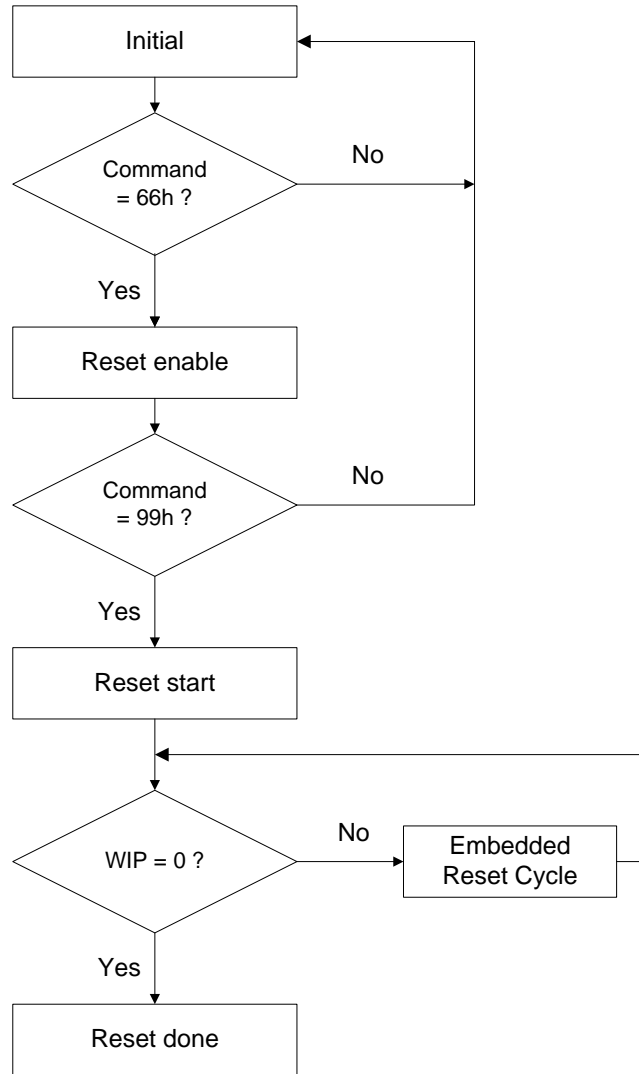 Initial
Command
= 66h ?
No
Yes
Reset enable
Command
= 99h ?
No
Yes
Reset start
WIP = 0 ?
No
Embedded
Reset Cycle
Yes
Reset done